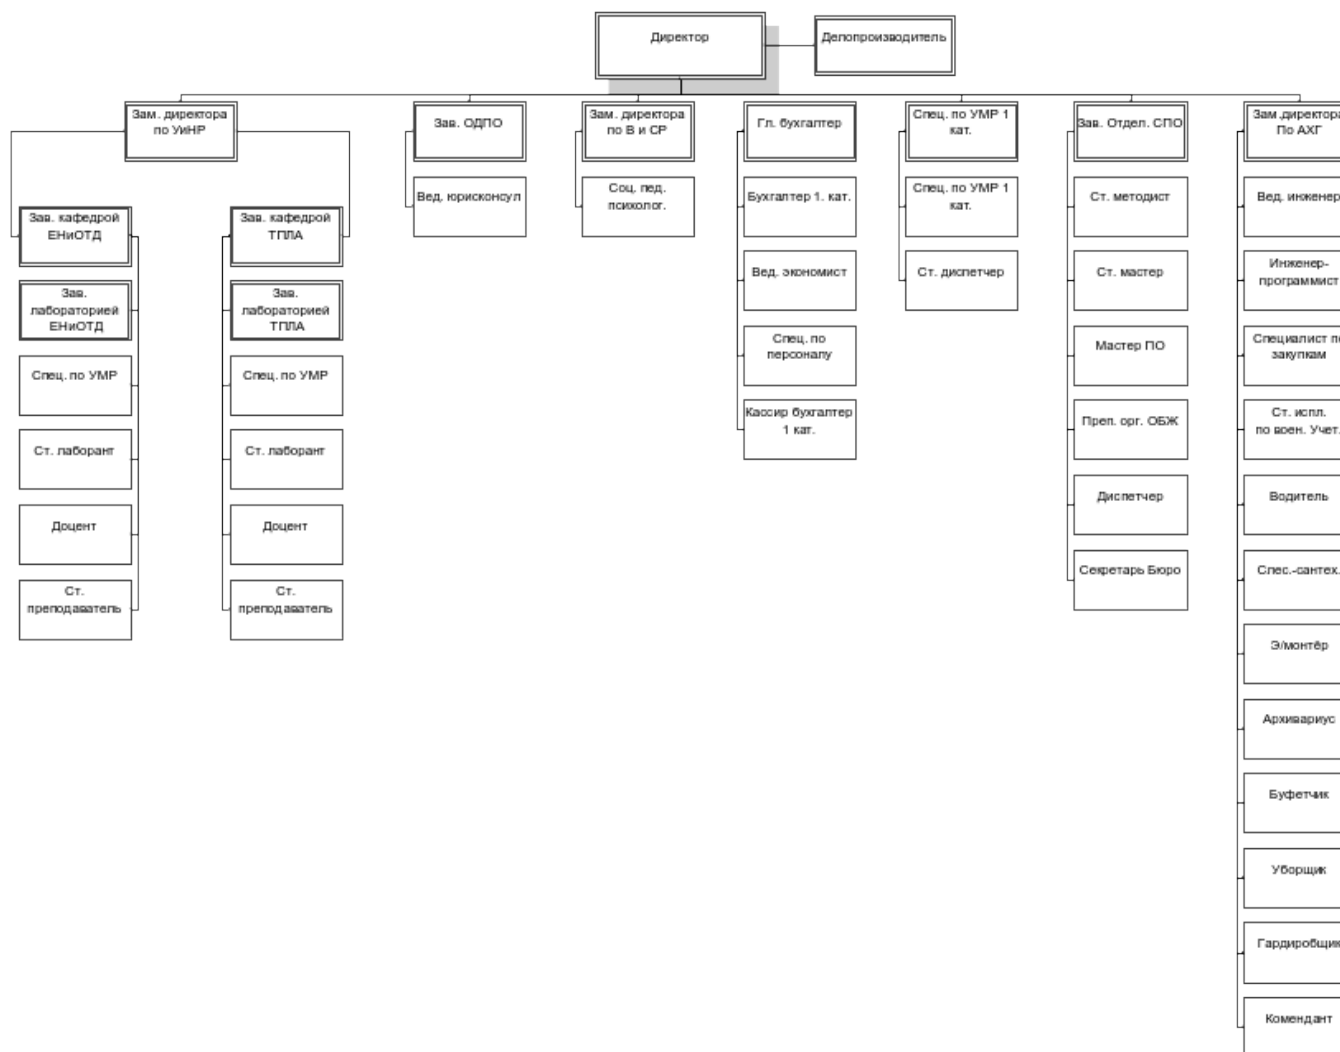 Директор
Делопроизводитель
Зам. директора
по УиНР
Зав. ОДПО
Зам. директора
по В и СР
Гл. бухгалтер
Спец. по УМР 1
кат.
Зав. Отдел. СПО
Зам.директора
По АХГ
Зав. кафедрой
ЕНиОТД
Зав.
лабораторией
ЕНиОТД
Спец. по УМР
Ст. лаборант
Доцент
Ст.
преподаватель
Зав. кафедрой
ТПЛА
Зав.
лабораторией
ТПЛА
Спец. по УМР
Ст. лаборант
Доцент
Ст.
преподаватель
Вед. юрисконсул
Соц. пед.
психолог.
Бухгалтер 1. кат.
Вед. экономист
Спец. по
персоналу
Кассир бухгалтер
1 кат.
Спец. по УМР 1
кат.
Ст. диспетчер
Ст. методист
Ст. мастер
Мастер ПО
Преп. орг. ОБЖ
Диспетчер
Секретарь Бюро
Вед. инженер
Инженер-
программист
Специалист по
закупкам
Ст. испл.
по воен. Учет.
Водитель
Слес.-сантех.
Э/монтёр
Архивариус
Буфетчик
Уборщик
Гардиробщик
Комендант